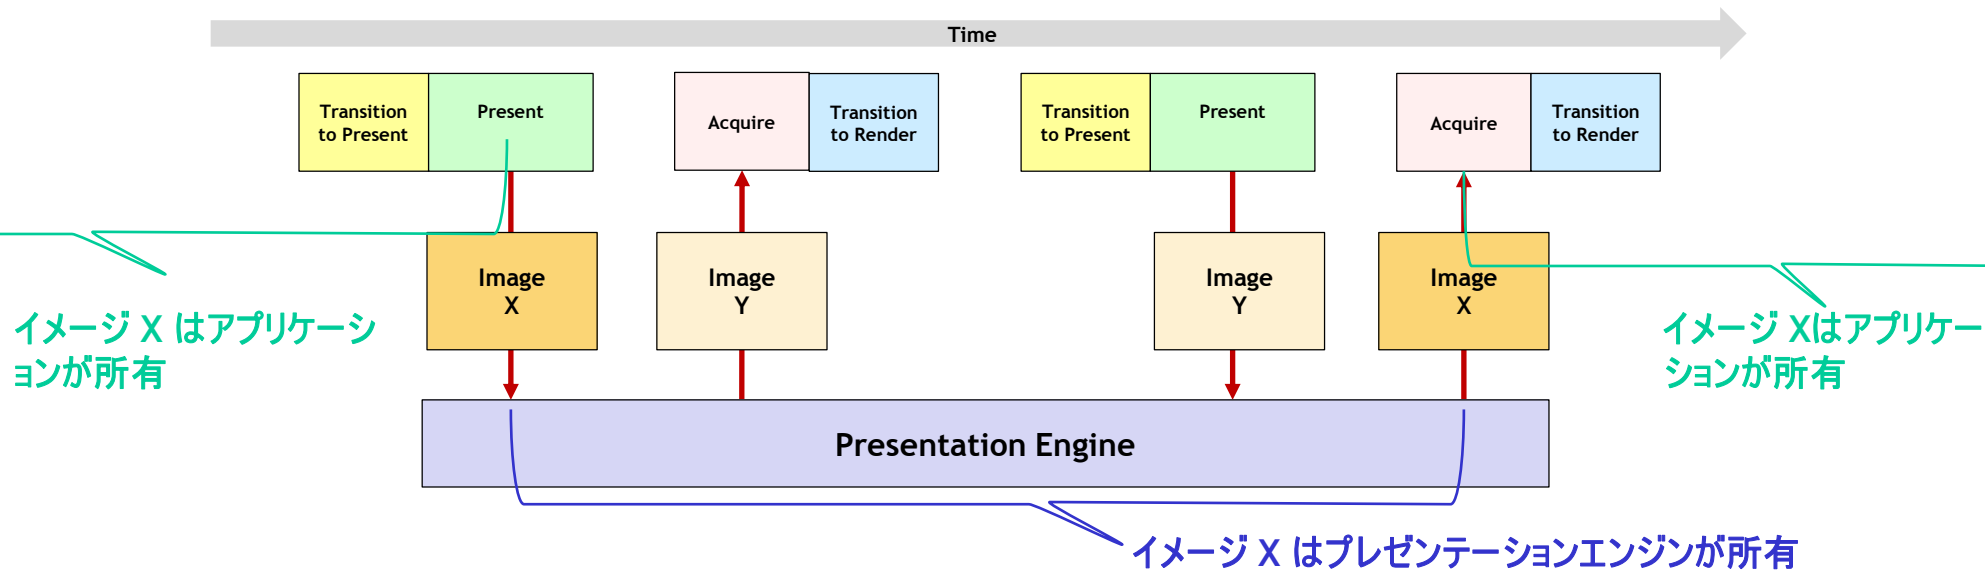 Time
Transition
to Present
Present
Acquire
Transition
to Render
Transition
to Present
Present
Acquire
Transition
to Render
Image
X
Image
Y
Image
Y
Image
X
イメージ X はアプリケーシ
ョンが所有
イメージ Xはアプリケー
ションが所有
Presentation Engine
イメージ X はプレゼンテーションエンジンが所有